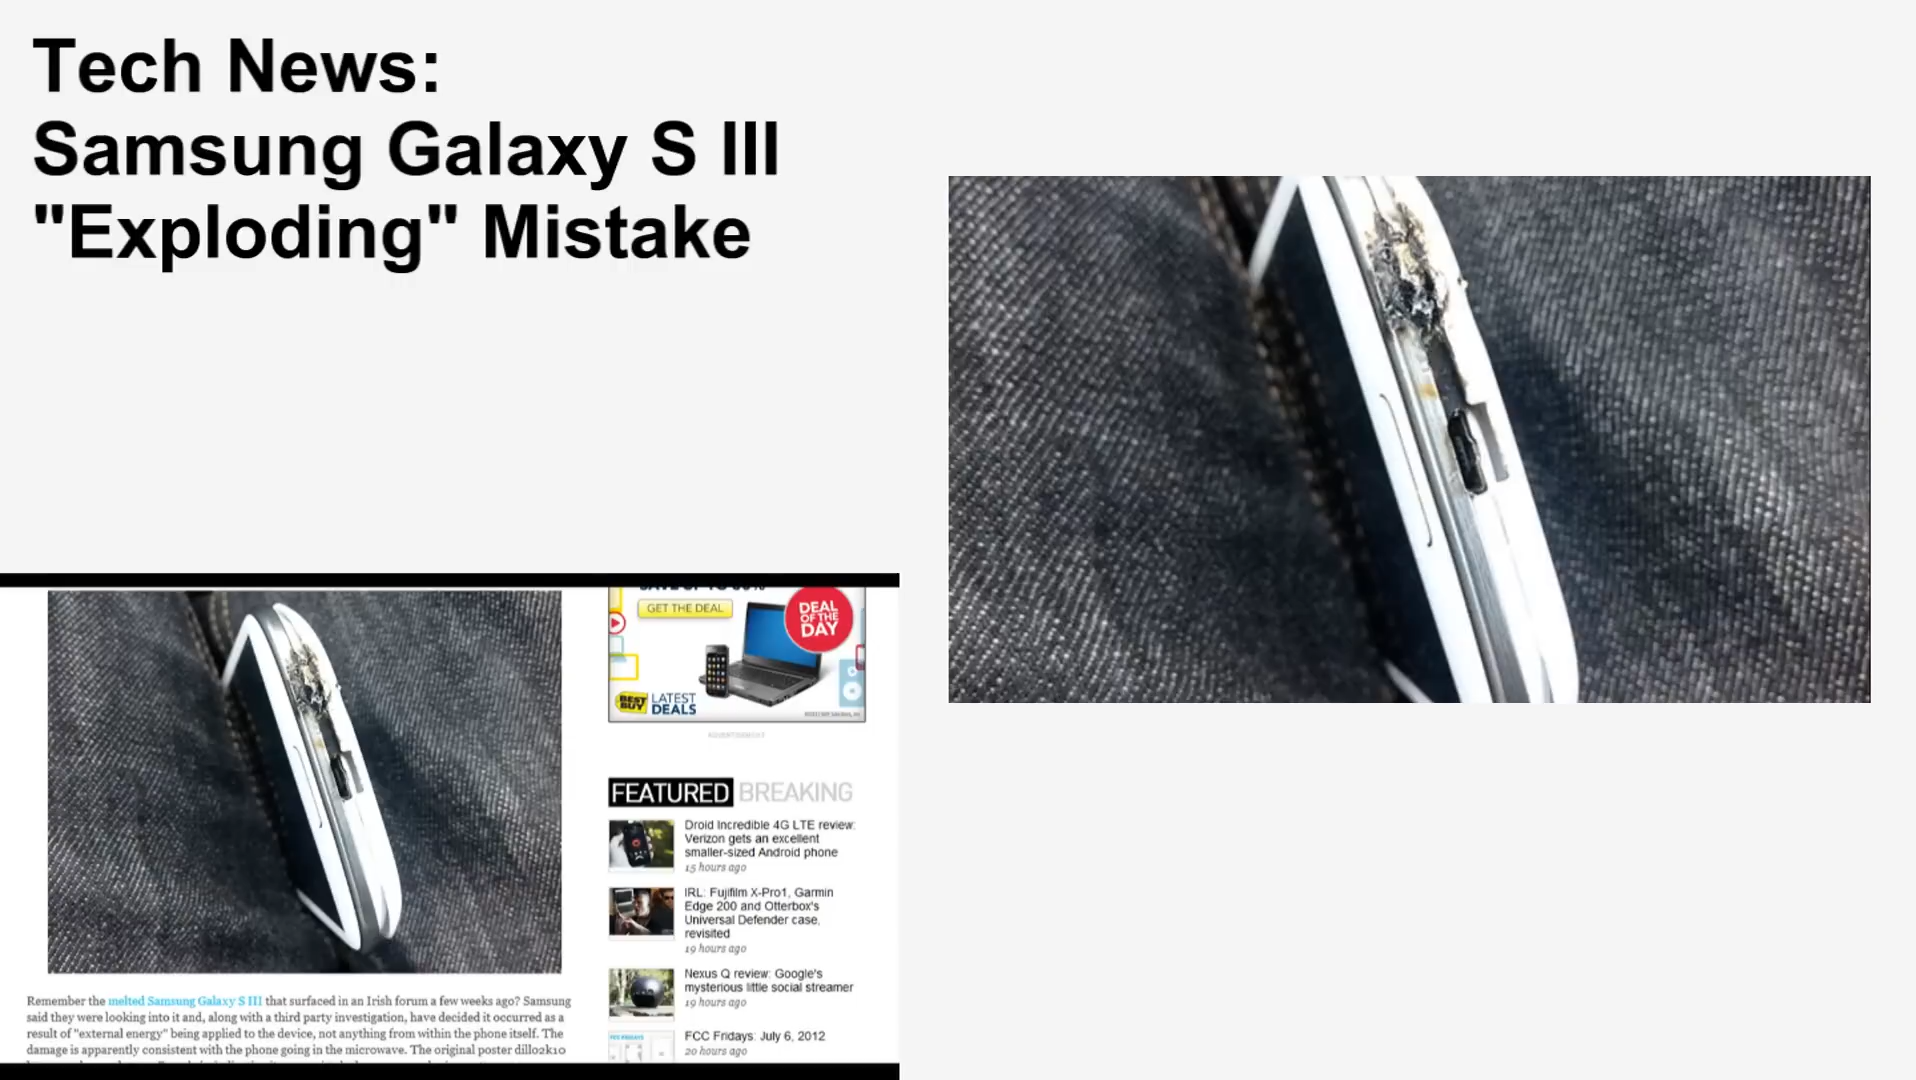 Tech News:
Samsung Galaxy S III
"Exploding" Mistake
GET THE DEAL
DEAL
OF THE
DAY
BEST
BUY
LATEST
DEALS
ADVERTISEMENT
FEATURED BREAKING
Droid Incredible 4G LTE review:
Verizon gets an excellent
smaller-sized Android phone
15 hours ago
IRL: Fujifilm X-Pro1, Garmin
Edge 200 and Otterbox's
Universal Defender case,
revisited
19 hours ago
Nexus Q review: Google's
mysterious little social streamer
19 hours ago
FCC Fridays: July 6, 2012
20 hours ago
Remember the melted Samsung Galaxy S III that surfaced in an Irish forum a few weeks ago? Samsung
said they were looking into it and, along with a third party investigation, have decided it occurred as a
result of "external energy" being applied to the device, not anything from within the phone itself. The
damage is apparently consistent with the phone going in the microwave. The original poster dillo2k10